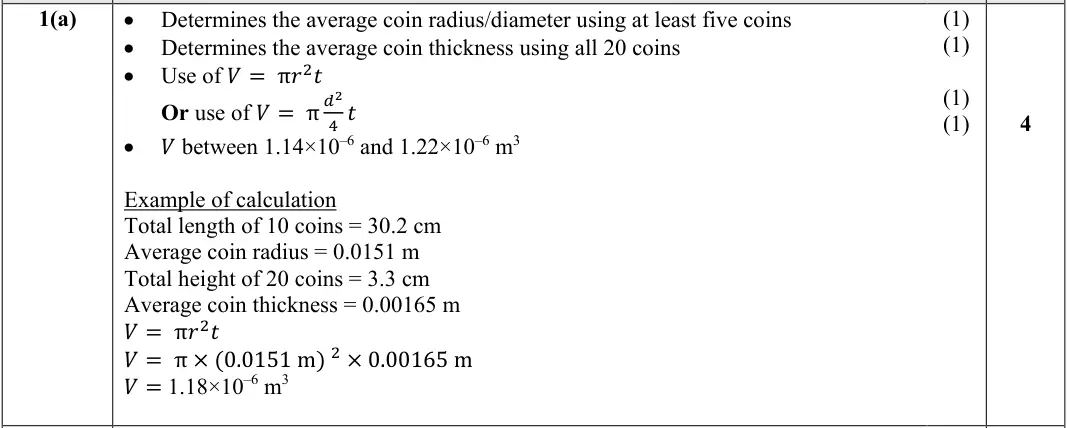 1(a)
• Determines the average coin radius/diameter using at least five coins (1)
• Determines the average coin thickness using all 20 coins (1)
• Use of V = πr²t
Or use of V = π d²/4 t (1)
(1) 4
• V between 1.14×10⁻⁶ and 1.22×10⁻⁶ m³
Example of calculation
Total length of 10 coins = 30.2 cm
Average coin radius = 0.0151 m
Total height of 20 coins = 3.3 cm
Average coin thickness = 0.00165 m
V = πr²t
V = π × (0.0151 m) ² × 0.00165 m
V = 1.18×10⁻⁶ m³